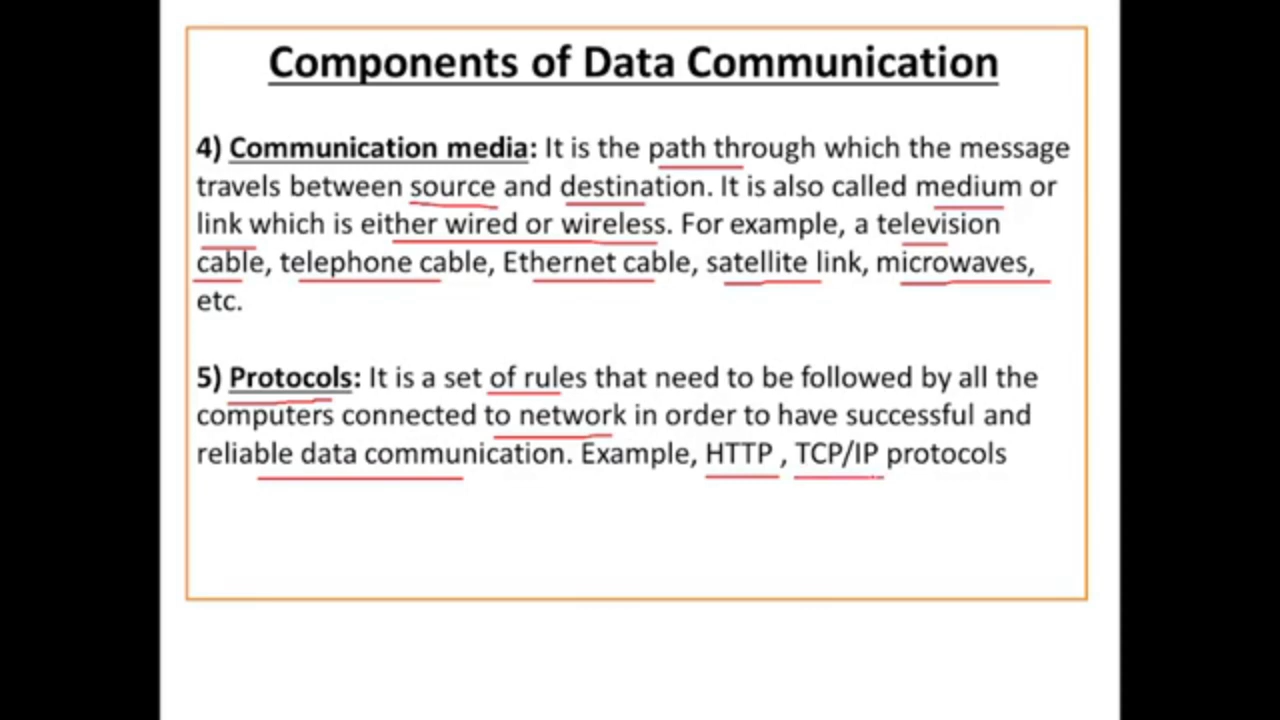 Components of Data Communication
4) Communication media: It is the path through which the message
travels between source and destination. It is also called medium or
link which is either wired or wireless. For example, a television
cable, telephone cable, Ethernet cable, satellite link, microwaves,
etc.
5) Protocols: It is a set of rules that need to be followed by all the
computers connected to network in order to have successful and
reliable data communication. Example, HTTP , TCP/IP protocols